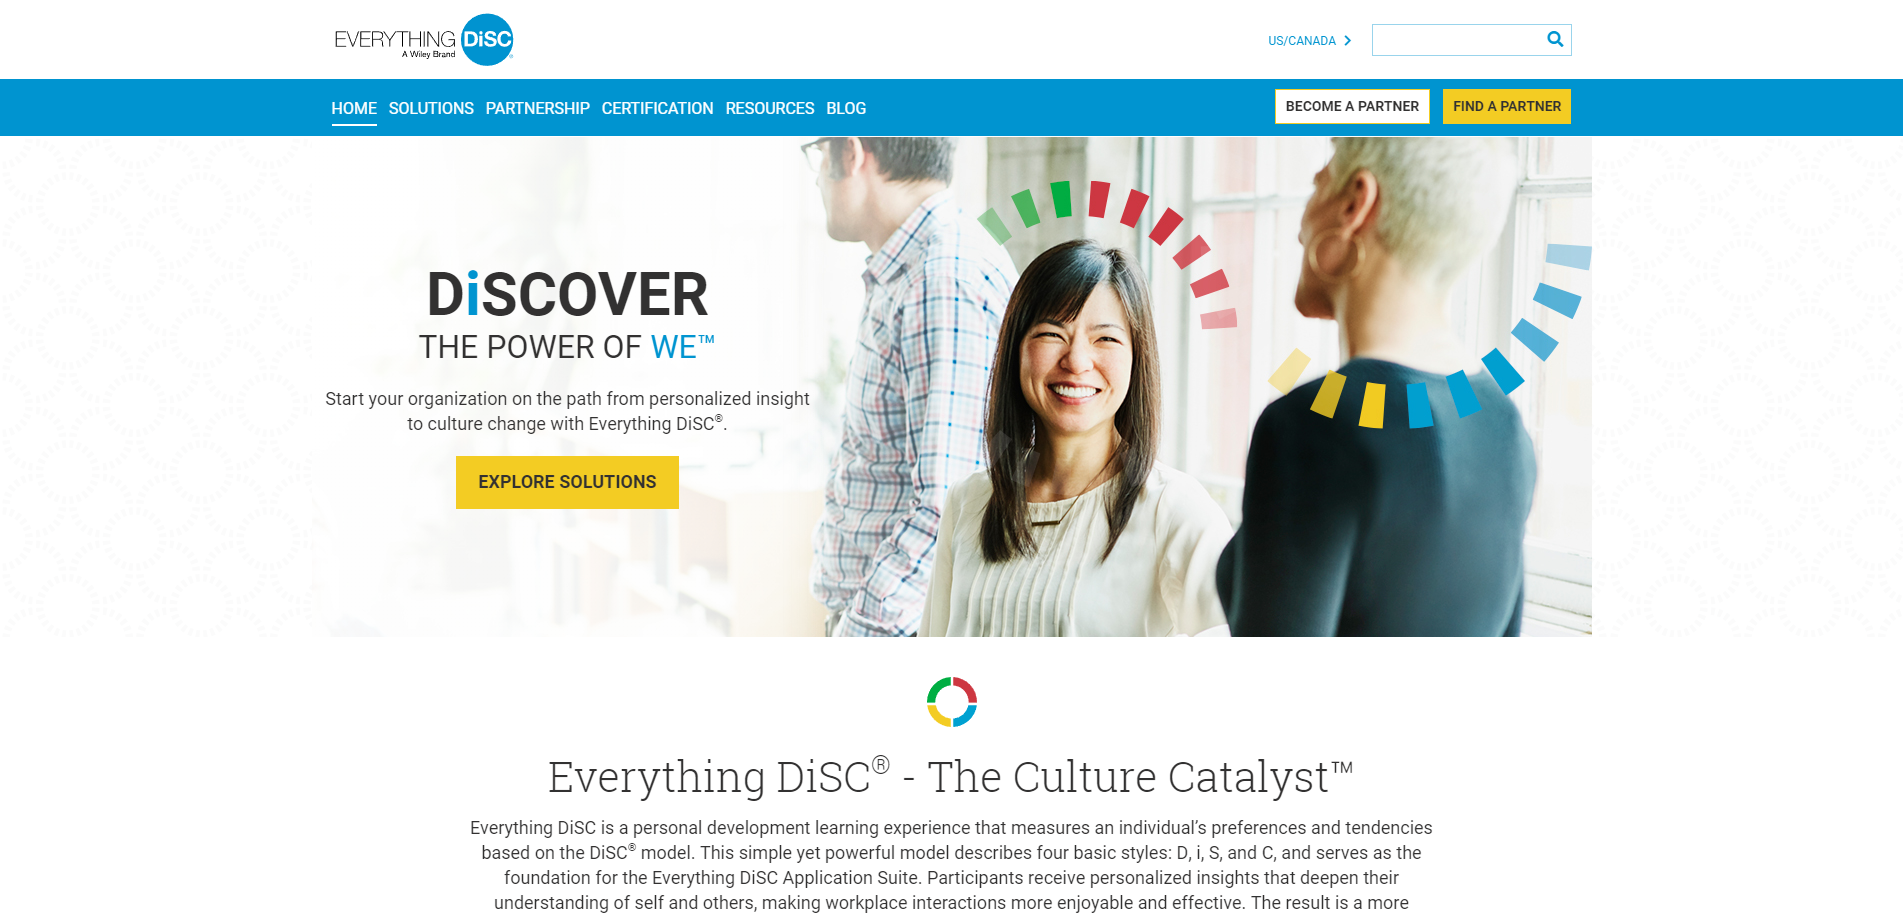 EVERYTHING DiSC
A Wiley Brand
US/CANADA
HOME SOLUTIONS PARTNERSHIP CERTIFICATION RESOURCES BLOG
BECOME A PARTNER FIND A PARTNER
DiSCOVER
THE POWER OF WE™
Start your organization on the path from personalized insight
to culture change with Everything DiSC®.
EXPLORE SOLUTIONS
Everything DiSC® - The Culture Catalyst™
Everything DiSC is a personal development learning experience that measures an individual’s preferences and tendencies
based on the DiSC® model. This simple yet powerful model describes four basic styles: D, i, S, and C, and serves as the
foundation for the Everything DiSC Application Suite. Participants receive personalized insights that deepen their
understanding of self and others, making workplace interactions more enjoyable and effective. The result is a more